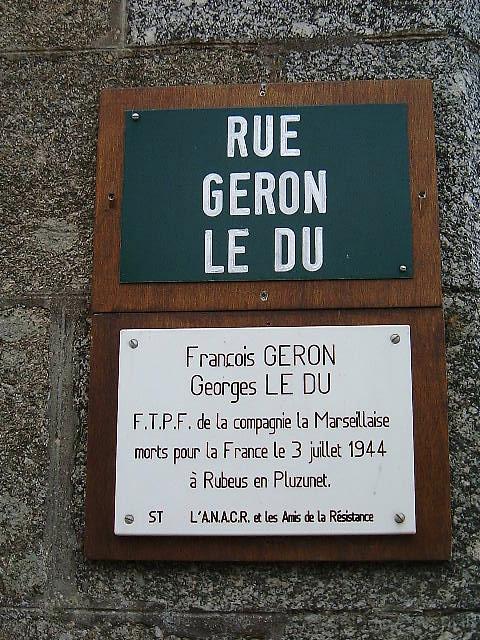 RUE
GERON
LE DU
François GERON
Georges LE DU
F.T.P.F. de la compagnie la Marseillaise
morts pour la France le 3 juillet 1944
à Rubeus en Pluzunet.
ST L'A.N.A.C.R. et les Amis de la Résistance